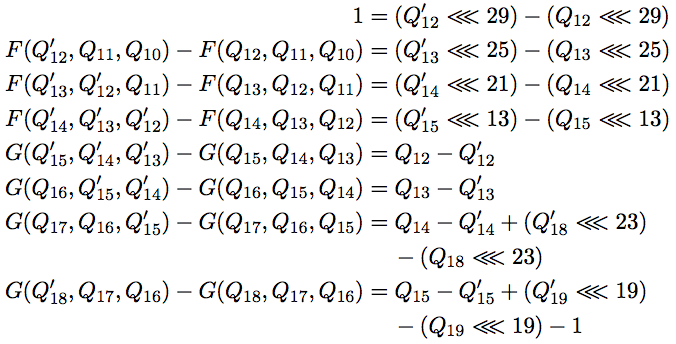 1 = (Q′₁₂ ⋘ 29) − (Q₁₂ ⋘ 29)
F(Q′₁₂, Q₁₁, Q₁₀) − F(Q₁₂, Q₁₁, Q₁₀) = (Q′₁₃ ⋘ 25) − (Q₁₃ ⋘ 25)
F(Q′₁₃, Q′₁₂, Q₁₁) − F(Q₁₃, Q₁₂, Q₁₁) = (Q′₁₄ ⋘ 21) − (Q₁₄ ⋘ 21)
F(Q′₁₄, Q′₁₃, Q′₁₂) − F(Q₁₄, Q₁₃, Q₁₂) = (Q′₁₅ ⋘ 13) − (Q₁₅ ⋘ 13)
G(Q′₁₅, Q′₁₄, Q′₁₃) − G(Q₁₅, Q₁₄, Q₁₃) = Q₁₂ − Q′₁₂
G(Q₁₆, Q′₁₅, Q′₁₄) − G(Q₁₆, Q₁₅, Q₁₄) = Q₁₃ − Q′₁₃
G(Q₁₇, Q₁₆, Q′₁₅) − G(Q₁₇, Q₁₆, Q₁₅) = Q₁₄ − Q′₁₄ + (Q′₁₈ ⋘ 23)
− (Q₁₈ ⋘ 23)
G(Q′₁₈, Q₁₇, Q₁₆) − G(Q₁₈, Q₁₇, Q₁₆) = Q₁₅ − Q′₁₅ + (Q′₁₉ ⋘ 19)
− (Q₁₉ ⋘ 19) − 1